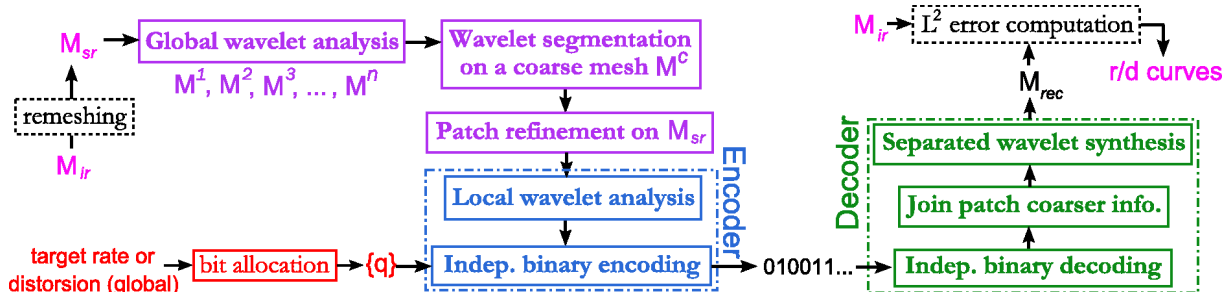 M_sr
Global wavelet analysis
M^1, M^2, M^3, ..., M^n
Wavelet segmentation
on a coarse mesh M^c
remeshing
M_ir
Patch refinement on M_sr
Encoder
Local wavelet analysis
target rate or
distorsion (global)
bit allocation
{q}
Indep. binary encoding
010011...
M_ir
L^2 error computation
r/d curves
M_rec
Decoder
Separated wavelet synthesis
Join patch coarser info.
Indep. binary decoding